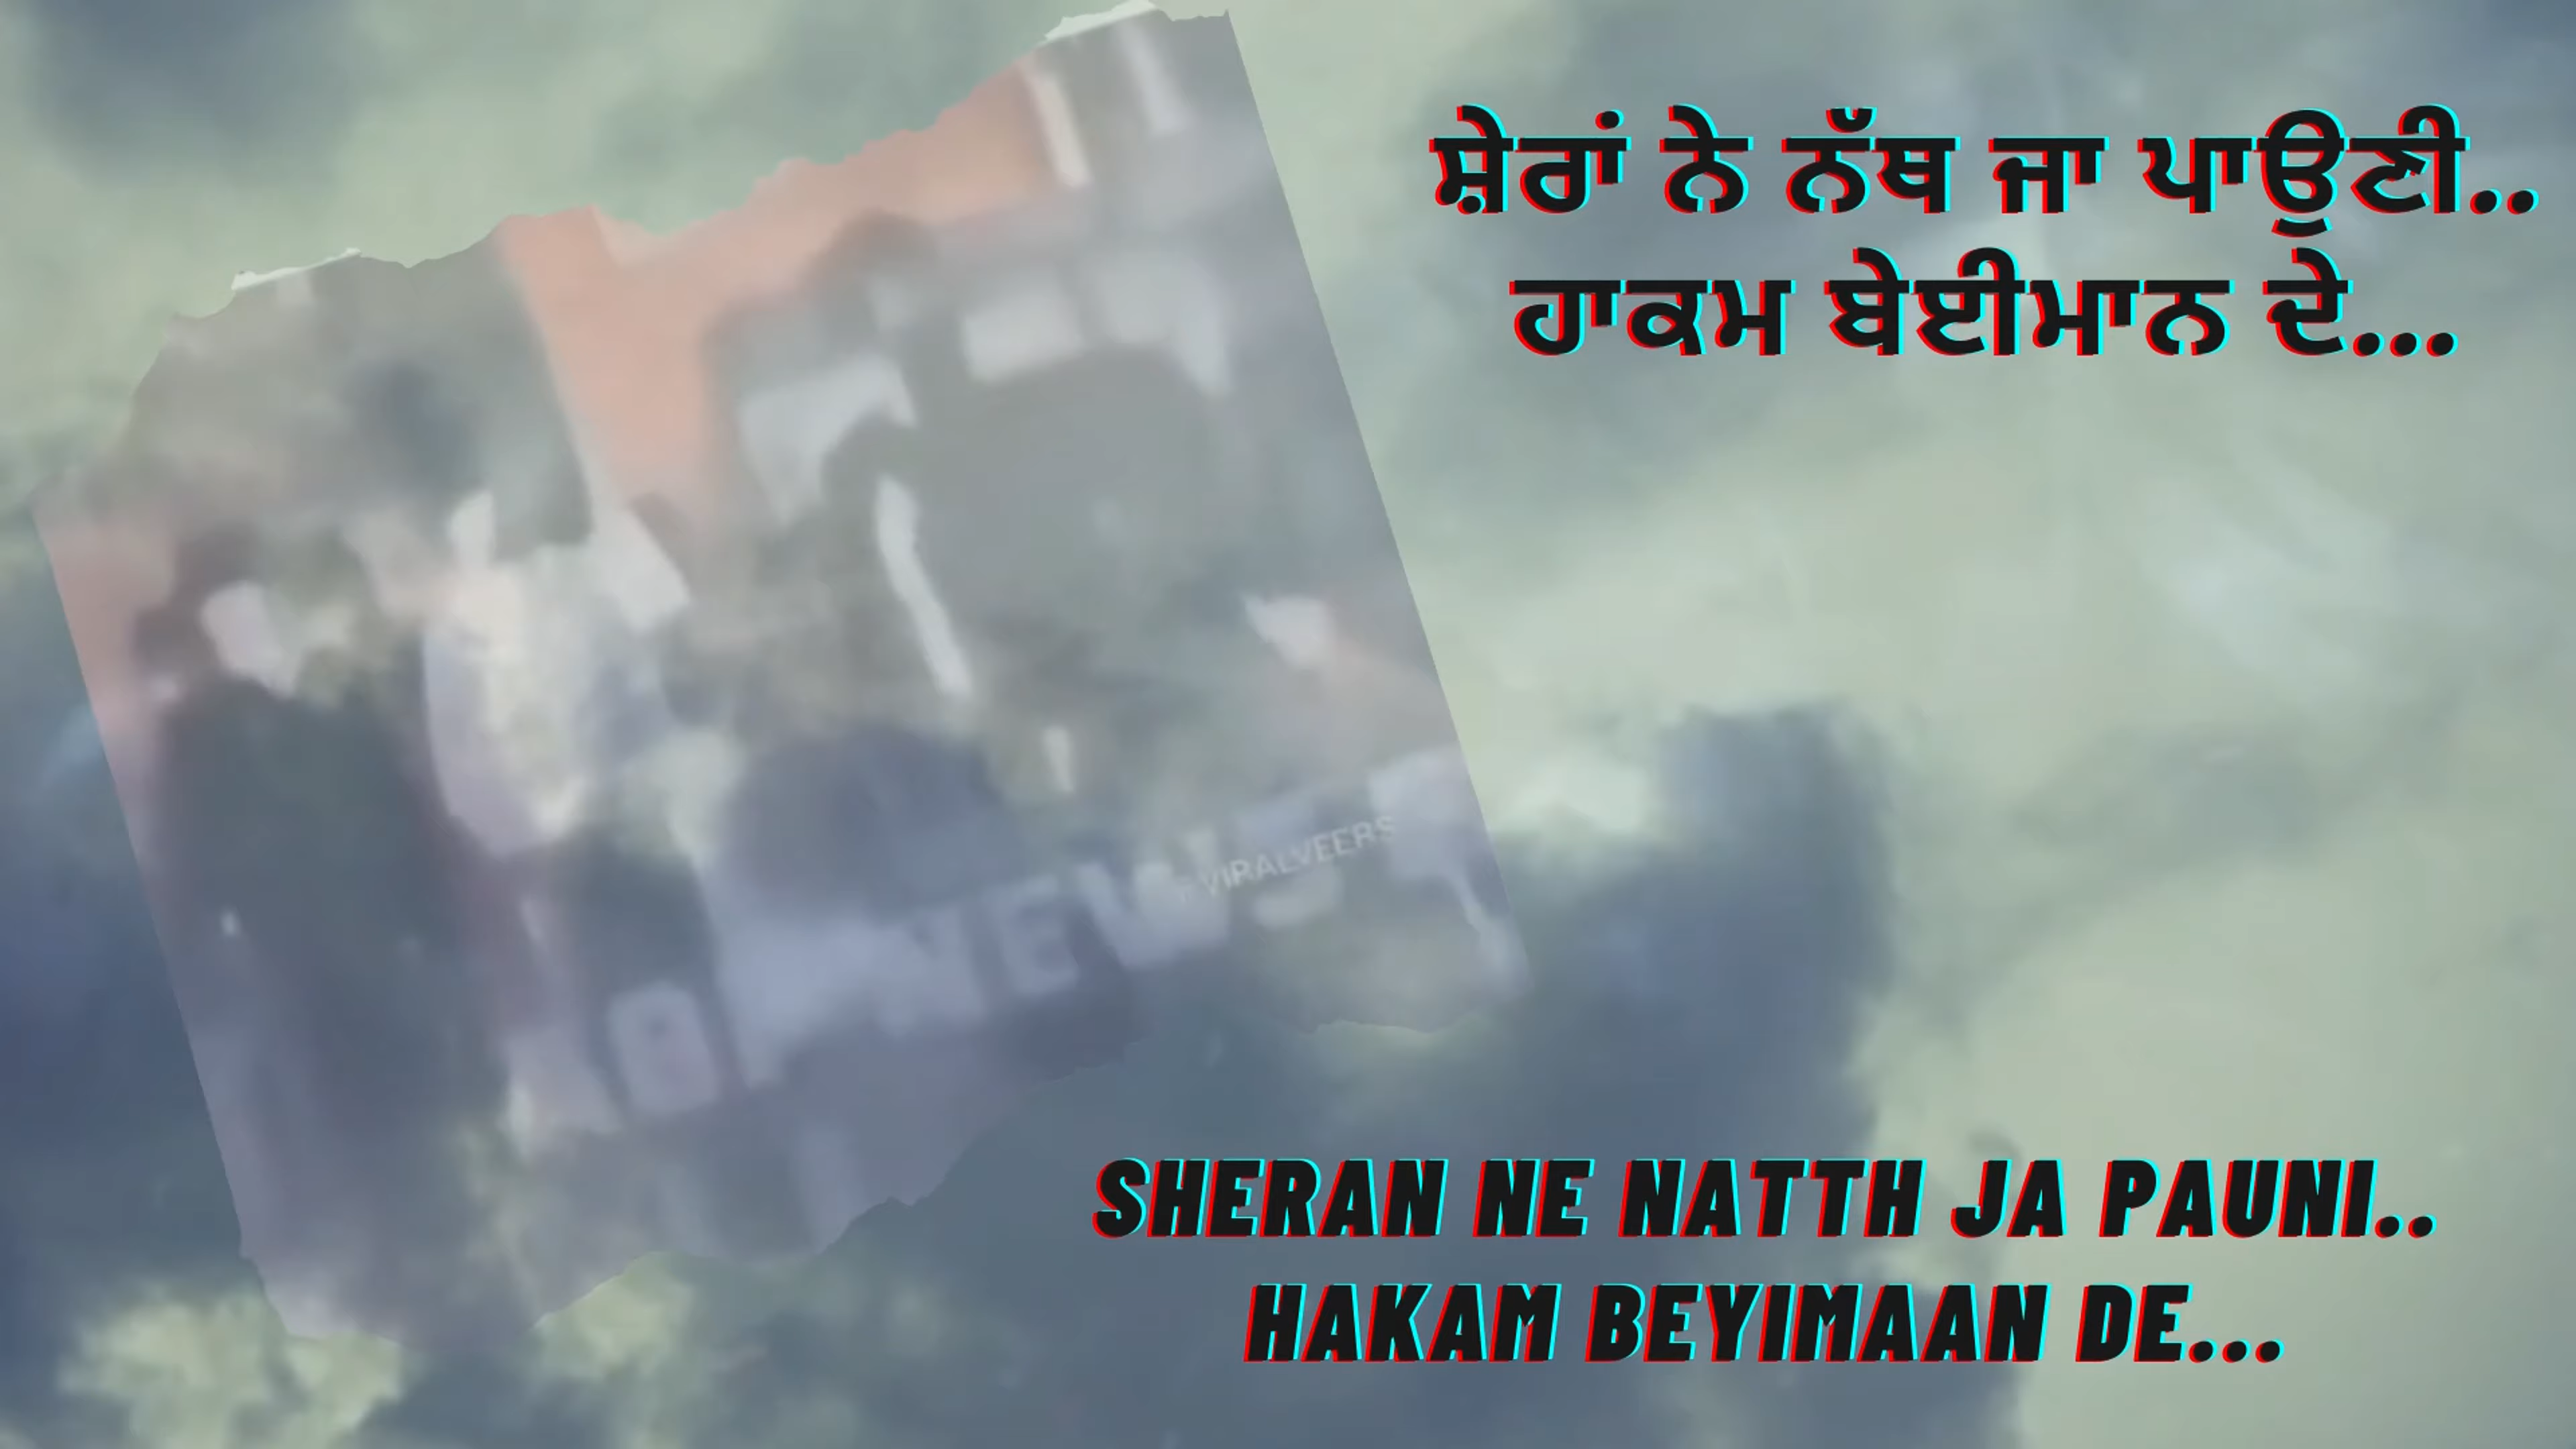 ਸ਼ੇਰਾਂ ਨੇ ਨੱਥ ਜਾ ਪਾਉਣੀ..
ਹਾਕਮ ਬੇਈਮਾਨ ਦੇ...
NEWS
VIRALVEERS
SHERAN NE NATTH JA PAUNI..
HAKAM BEYIMAAN DE...